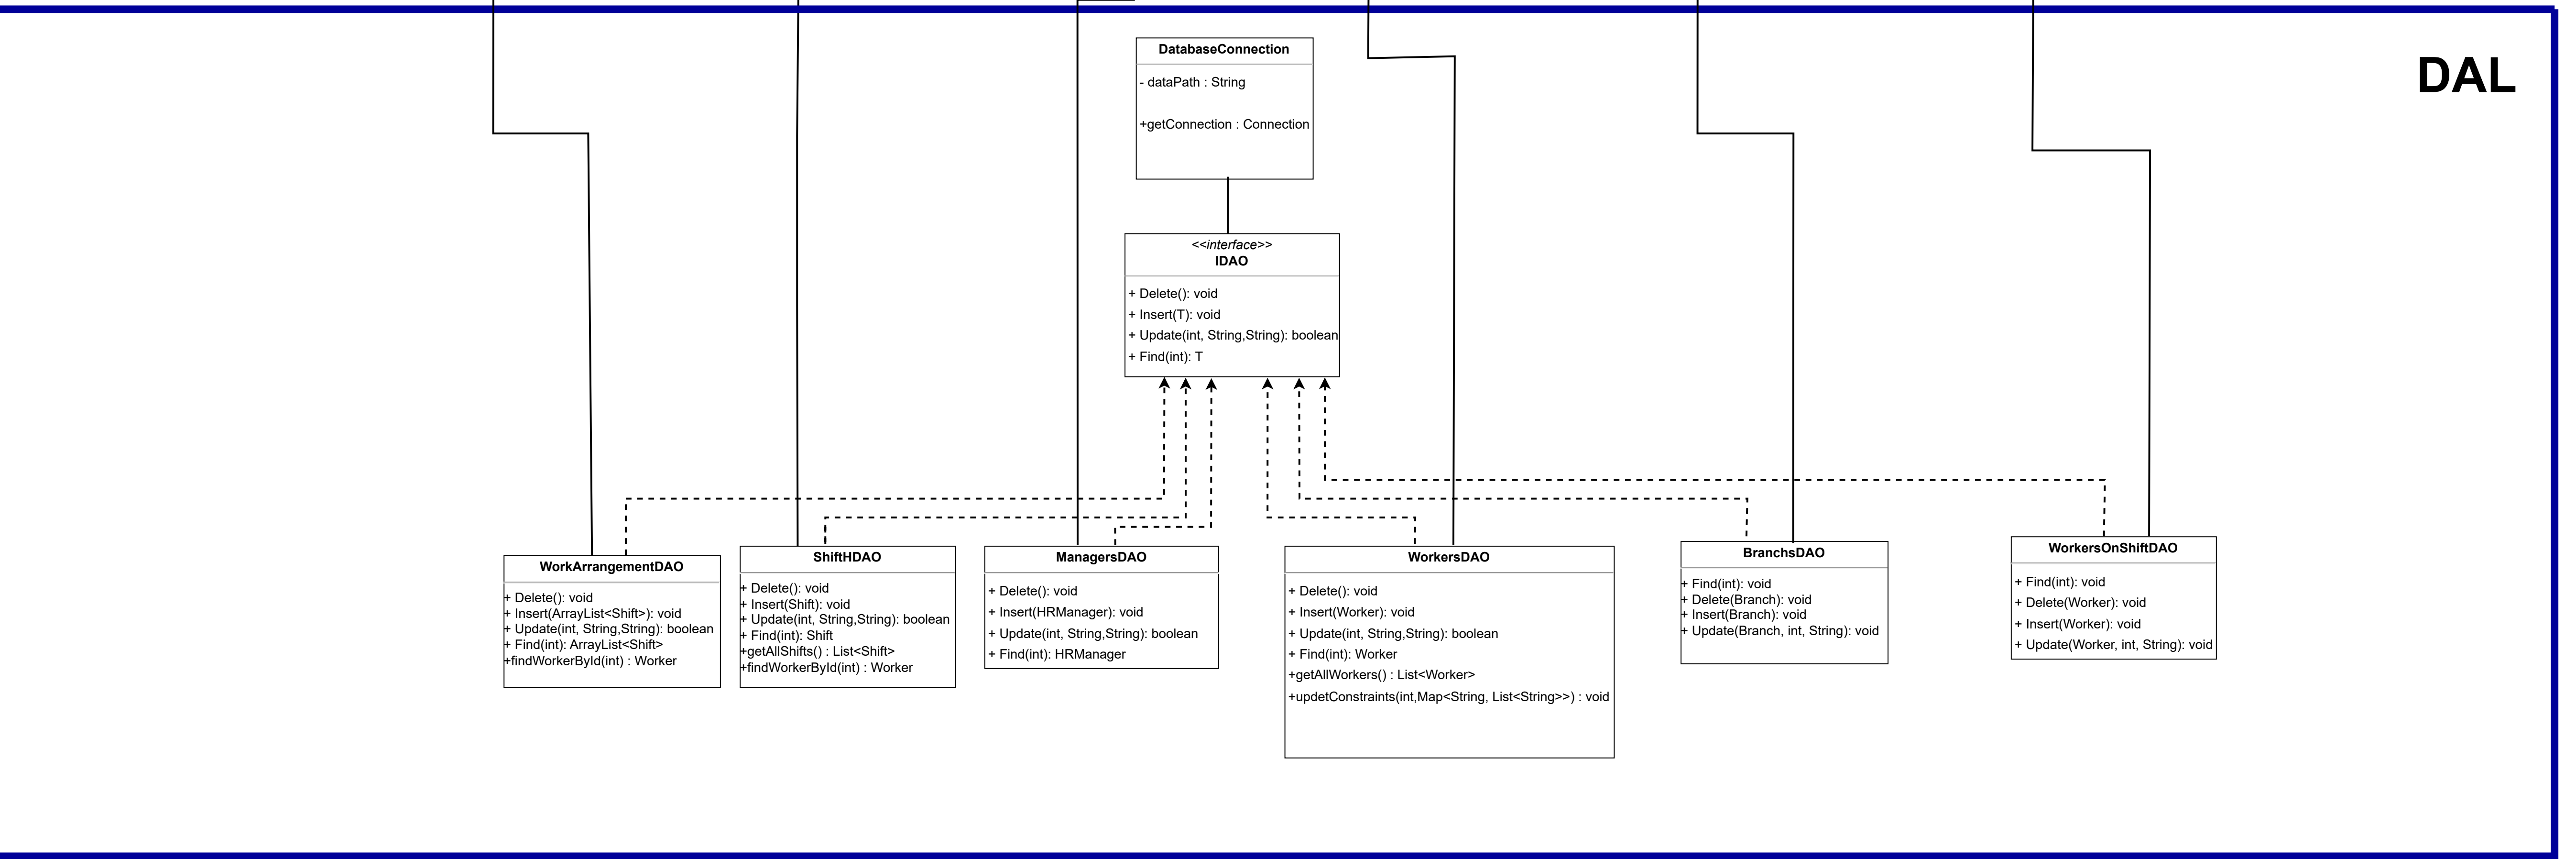 DAL
DatabaseConnection
- dataPath : String
+getConnection : Connection
<<interface>>
IDAO
+ Delete(): void
+ Insert(T): void
+ Update(int, String,String): boolean
+ Find(int): T
WorkArrangementDAO
+ Delete(): void
+ Insert(ArrayList<Shift>): void
+ Update(int, String,String): boolean
+ Find(int): ArrayList<Shift>
+findWorkerById(int) : Worker
ShiftHDAO
+ Delete(): void
+ Insert(Shift): void
+ Update(int, String,String): boolean
+ Find(int): Shift
+getAllShifts() : List<Shift>
+findWorkerById(int) : Worker
ManagersDAO
+ Delete(): void
+ Insert(HRManager): void
+ Update(int, String,String): boolean
+ Find(int): HRManager
WorkersDAO
+ Delete(): void
+ Insert(Worker): void
+ Update(int, String,String): boolean
+ Find(int): Worker
+getAllWorkers() : List<Worker>
+updetConstraints(int,Map<String, List<String>>) : void
BranchsDAO
+ Find(int): void
+ Delete(Branch): void
+ Insert(Branch): void
+ Update(Branch, int, String): void
WorkersOnShiftDAO
+ Find(int): void
+ Delete(Worker): void
+ Insert(Worker): void
+ Update(Worker, int, String): void